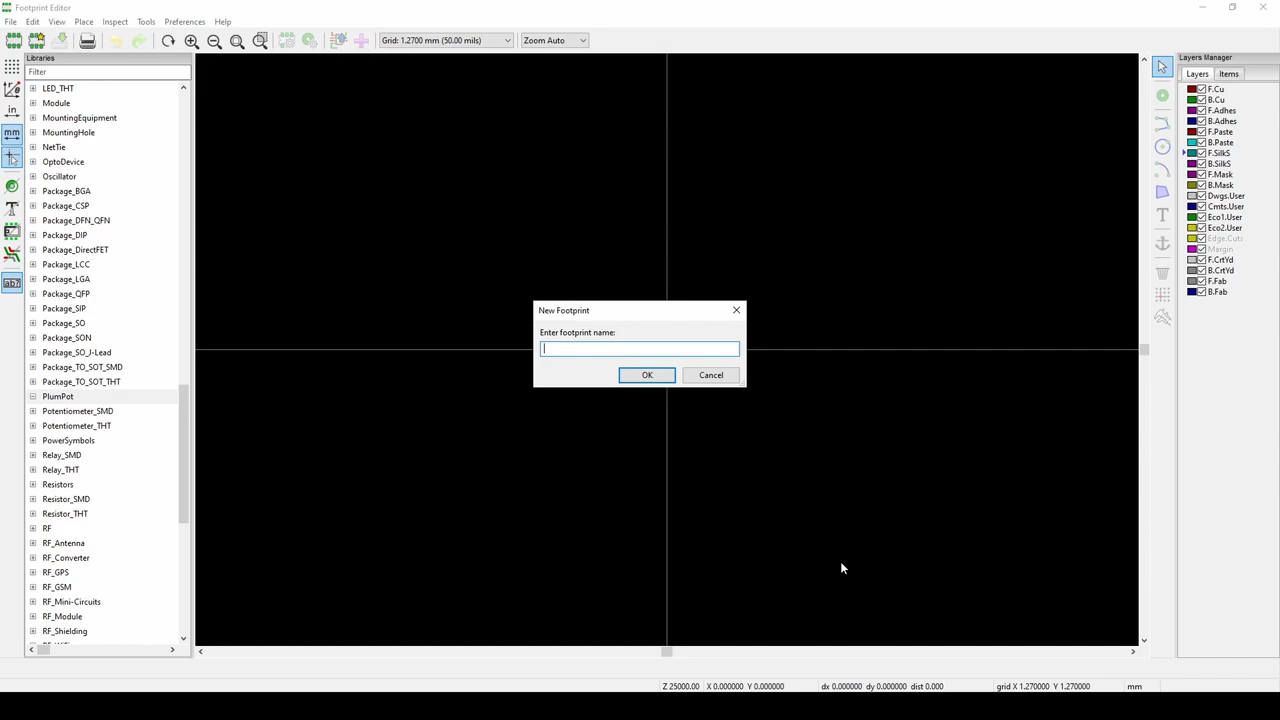 Footprint Editor
File Edit View Place Inspect Tools Preferences Help
Grid: 1.2700 mm (50.00 mils)
Zoom Auto
Libraries
Filter
LED_THT
Module
MountingEquipment
MountingHole
NetTie
OptoDevice
Oscillator
Package_BGA
Package_CSP
Package_DFN_QFN
Package_DIP
Package_DirectFET
Package_LCC
Package_LGA
Package_QFP
Package_SIP
Package_SO
Package_SON
Package_SO_J-Lead
Package_TO_SOT_SMD
Package_TO_SOT_THT
PlumPot
Potentiometer_SMD
Potentiometer_THT
PowerSymbols
Relay_SMD
Relay_THT
Resistors
Resistor_SMD
Resistor_THT
RF
RF_Antenna
RF_Converter
RF_GPS
RF_GSM
RF_Mini-Circuits
RF_Module
RF_Shielding
in
mm
ab?
New Footprint
Enter footprint name:
OK Cancel
Layers Manager
Layers Items
F.Cu
B.Cu
F.Adhes
B.Adhes
F.Paste
B.Paste
F.SilkS
B.SilkS
F.Mask
B.Mask
Dwgs.User
Cmts.User
Eco1.User
Eco2.User
Edge.Cuts
Margin
F.CrtYd
B.CrtYd
F.Fab
B.Fab
Z 25000.00 X 0.000000 Y 0.000000 dx 0.000000 dy 0.000000 dist 0.000 grid X 1.270000 Y 1.270000 mm